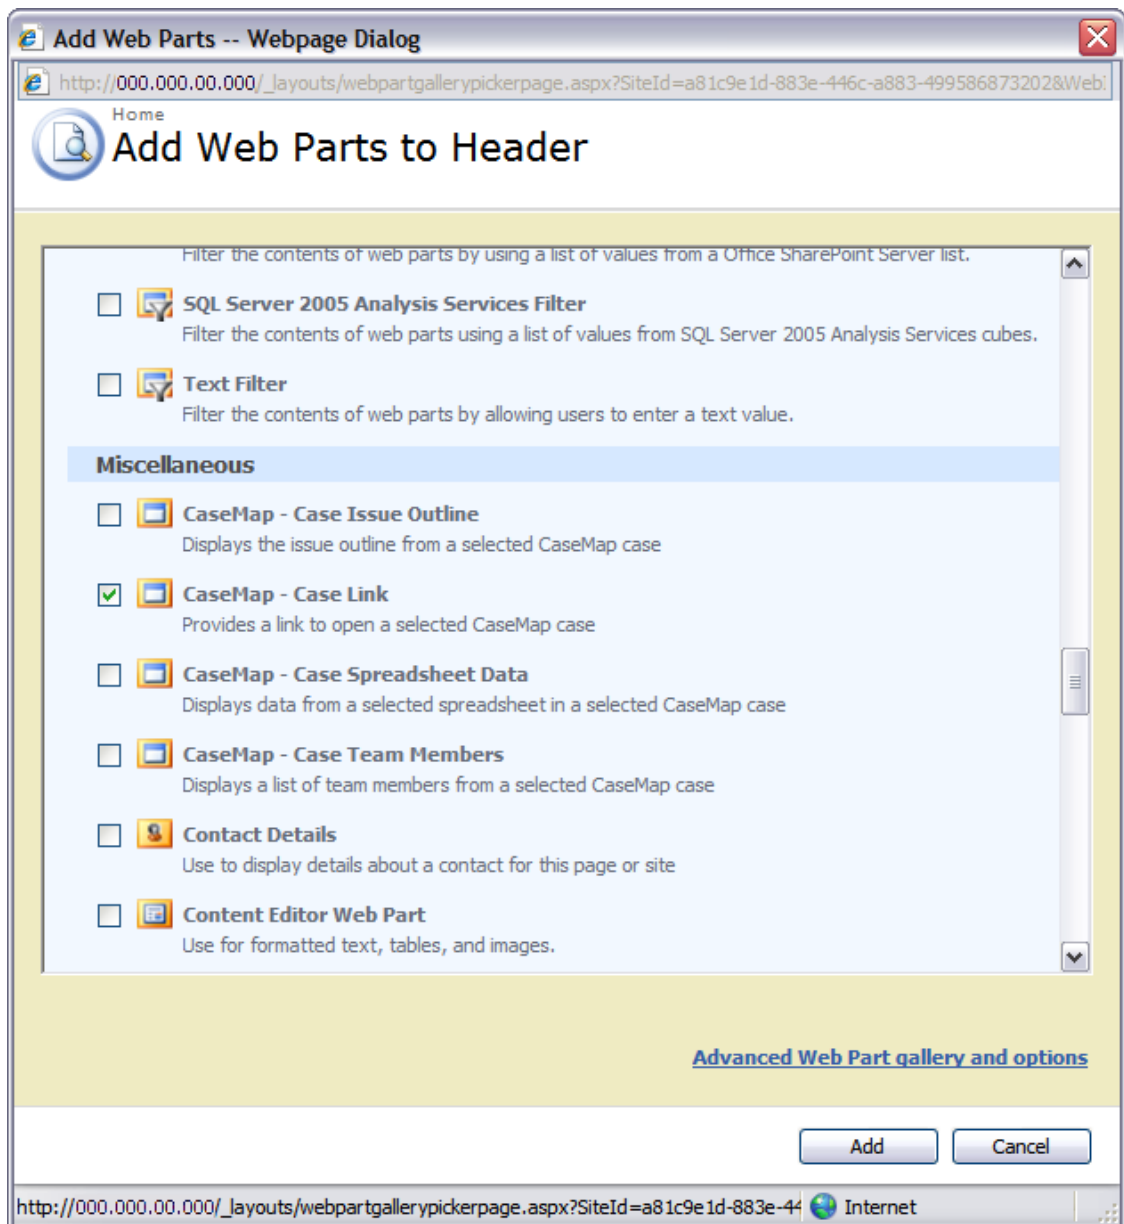 Add Web Parts -- Webpage Dialog
http://000.000.00.000/_layouts/webpartgallerypickerpage.aspx?SiteId=a81c9e1d-883e-446c-a883-499586873202&Web
Home
Add Web Parts to Header
Filter the contents of web parts by using a list of values from a Office SharePoint Server list.
SQL Server 2005 Analysis Services Filter
Filter the contents of web parts using a list of values from SQL Server 2005 Analysis Services cubes.
Text Filter
Filter the contents of web parts by allowing users to enter a text value.
Miscellaneous
CaseMap - Case Issue Outline
Displays the issue outline from a selected CaseMap case
CaseMap - Case Link
Provides a link to open a selected CaseMap case
CaseMap - Case Spreadsheet Data
Displays data from a selected spreadsheet in a selected CaseMap case
CaseMap - Case Team Members
Displays a list of team members from a selected CaseMap case
Contact Details
Use to display details about a contact for this page or site
Content Editor Web Part
Use for formatted text, tables, and images.
Advanced Web Part gallery and options
Add Cancel
http://000.000.00.000/_layouts/webpartgallerypickerpage.aspx?SiteId=a81c9e1d-883e-44 Internet